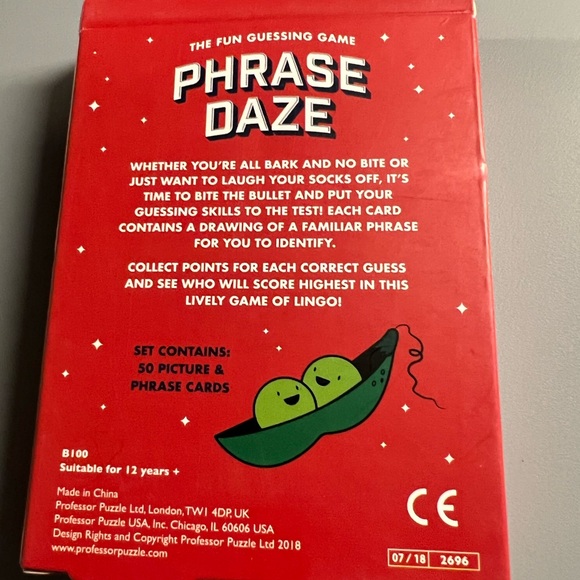 THE FUN GUESSING GAME
PHRASE
DAZE
WHETHER YOU'RE ALL BARK AND NO BITE OR
JUST WANT TO LAUGH YOUR SOCKS OFF, IT'S
TIME TO BITE THE BULLET AND PUT YOUR
GUESSING SKILLS TO THE TEST! EACH CARD
CONTAINS A DRAWING OF A FAMILIAR PHRASE
FOR YOU TO IDENTIFY.
COLLECT POINTS FOR EACH CORRECT GUESS
AND SEE WHO WILL SCORE HIGHEST IN THIS
LIVELY GAME OF LINGO!
SET CONTAINS:
50 PICTURE &
PHRASE CARDS
B100
Suitable for 12 years +
Made in China
Professor Puzzle Ltd, London, TW1 4DP, UK
Professor Puzzle USA, Inc. Chicago, IL 60606 USA
Design Rights and Copyright Professor Puzzle Ltd 2018
www.professorpuzzle.com
CE
07/18 2696